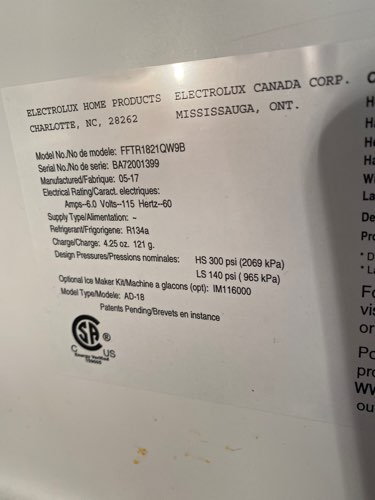 ELECTROLUX HOME PRODUCTS ELECTROLUX CANADA CORP.
CHARLOTTE, NC, 28262 MISSISSAUGA, ONT.
Model No./No de modele: FFTR1821QW9B
Serial No./No de serie: BA72001399
Manufactured/Fabrique: 05-17
Electrical Rating/Caract. electriques:
Amps--6.0 Volts--115 Hertz--60
Supply Type/Alimentation: ~
Refrigerant/Frigorigene: R134a
Charge/Charge: 4.25 oz. 121 g.
Design Pressures/Pressions nominales: HS 300 psi (2069 kPa)
LS 140 psi ( 965 kPa)
Optional Ice Maker Kit/Machine a glacons (opt): IM116000
Model Type/Modele: AD-18
Patents Pending/Brevets en instance
SA ®
C US
Energy Verified